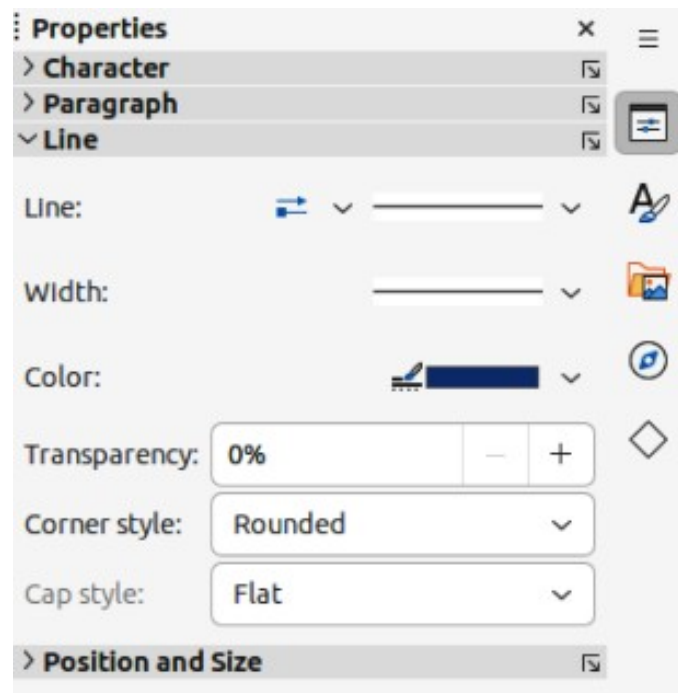 Properties
Character
Paragraph
Line
Line:
Width:
Color:
Transparency: 0%
Corner style: Rounded
Cap style: Flat
Position and Size